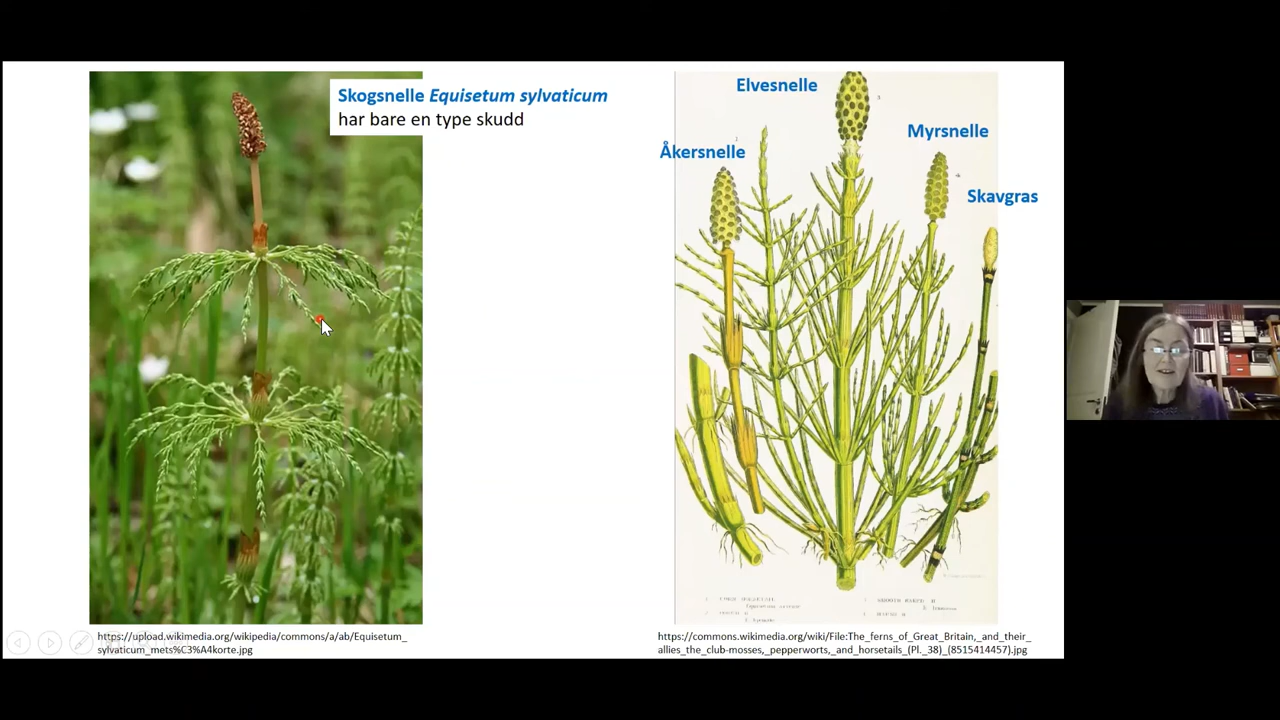 Skogsnelle Equisetum sylvaticum
har bare en type skudd
Elvesnelle
Myrsnelle
Åkersnelle
Skavgras
https://upload.wikimedia.org/wikipedia/commons/a/ab/Equisetum_
sylvaticum_mets%C3%A4korte.jpg
https://commons.wikimedia.org/wiki/File:The_ferns_of_Great_Britain,_and_their_
allies_the_club-mosses,_pepperworts,_and_horsetails_(Pl._38)_(8515414457).jpg